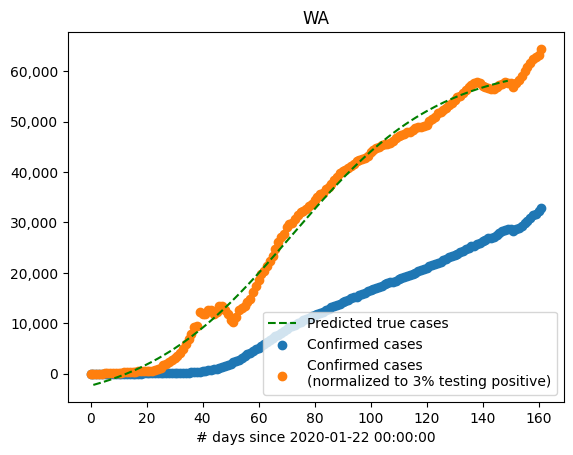 WA
60,000
50,000
40,000
30,000
20,000
10,000
0
Predicted true cases
Confirmed cases
Confirmed cases
(normalized to 3% testing positive)
0 20 40 60 80 100 120 140 160
# days since 2020-01-22 00:00:00